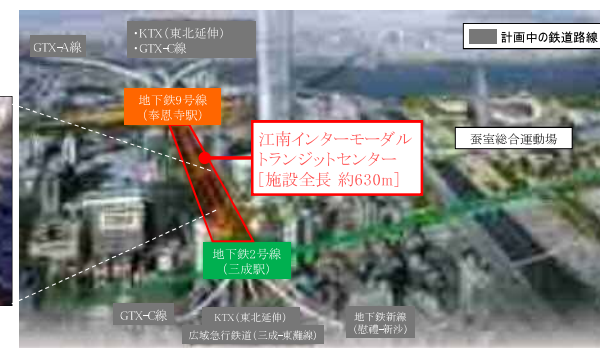 ・KTX（東北延伸）
・GTX-C線
GTX-A線
計画中の鉄道路線
地下鉄9号線
（奉恩寺駅）
江南インターモーダル
トランジットセンター
［施設全長 約630m］
蚕室総合運動場
地下鉄2号線
（三成駅）
GTX-C線
KTX（東北延伸）
広域急行鉄道（三成-東灘線）
地下鉄新線
（慰禮-新沙）